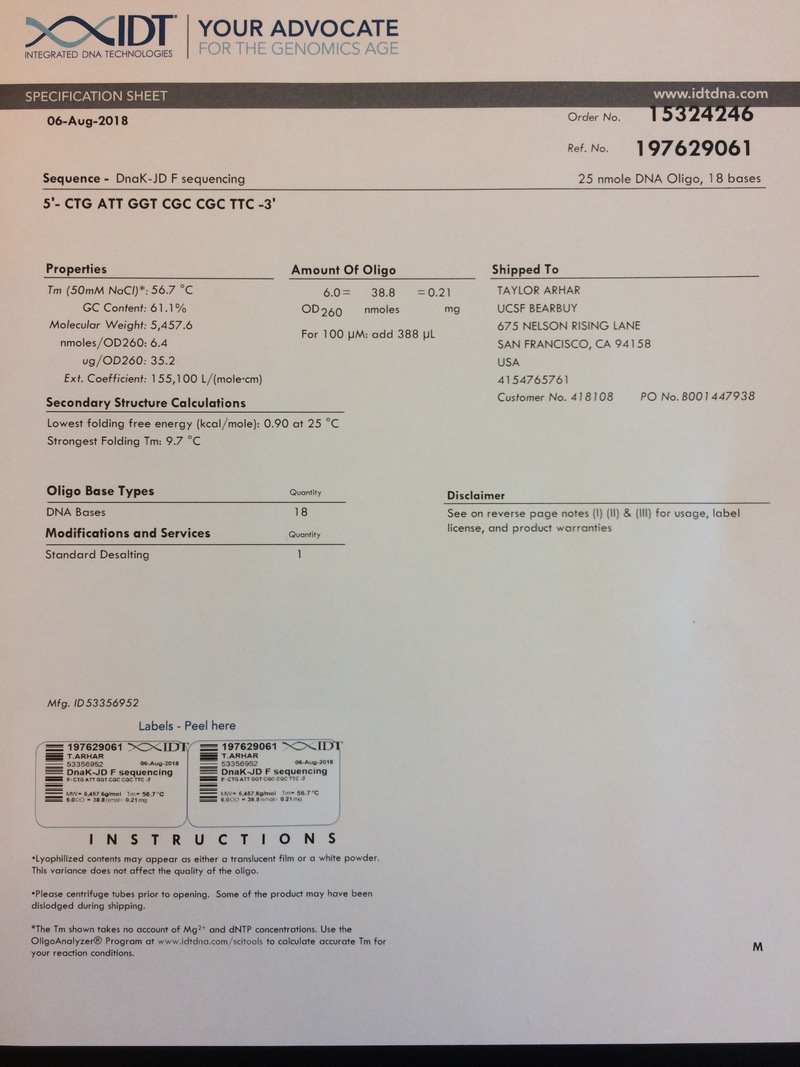 IDT
INTEGRATED DNA TECHNOLOGIES
YOUR ADVOCATE
FOR THE GENOMICS AGE
SPECIFICATION SHEET
www.idtdna.com
06-Aug-2018
Order No. 15324246
Ref. No. 197629061
Sequence - DnaK-JD F sequencing
25 nmole DNA Oligo, 18 bases
5'- CTG ATT GGT CGC CGC TTC -3'
Properties
Tm (50mM NaCl)*: 56.7 °C
GC Content: 61.1%
Molecular Weight: 5,457.6
nmoles/OD260: 6.4
ug/OD260: 35.2
Ext. Coefficient: 155,100 L/(mole·cm)
Secondary Structure Calculations
Lowest folding free energy (kcal/mole): 0.90 at 25 °C
Strongest Folding Tm: 9.7 °C
Amount Of Oligo
6.0= 38.8 =0.21
OD260 nmoles mg
For 100 µM: add 388 µL
Shipped To
TAYLOR ARHAR
UCSF BEARBUY
675 NELSON RISING LANE
SAN FRANCISCO, CA 94158
USA
4154765761
Customer No. 418108 PO No. B001447938
Oligo Base Types Quantity
DNA Bases 18
Modifications and Services Quantity
Standard Desalting 1
Disclaimer
See on reverse page notes (I) (II) & (III) for usage, label
license, and product warranties
Mfg. ID 53356952
Labels - Peel here
197629061 IDT
T.ARHAR
53356952 06-Aug-2018
DnaK-JD F sequencing
5'-CTG ATT GGT CGC CGC TTC -3'
MW= 5,457.6g/mol Tm= 56.7°C
6.0OD = 38.8nmol= 0.21mg
197629061 IDT
T.ARHAR
53356952 06-Aug-2018
DnaK-JD F sequencing
5'-CTG ATT GGT CGC CGC TTC -3'
MW= 5,457.6g/mol Tm= 56.7°C
6.0OD = 38.8nmol= 0.21mg
INSTRUCTIONS
•Lyophilized contents may appear as either a translucent film or a white powder.
This variance does not affect the quality of the oligo.
•Please centrifuge tubes prior to opening. Some of the product may have been
dislodged during shipping.
*The Tm shown takes no account of Mg²⁺ and dNTP concentrations. Use the
OligoAnalyzer® Program at www.idtdna.com/scitools to calculate accurate Tm for
your reaction conditions.
M